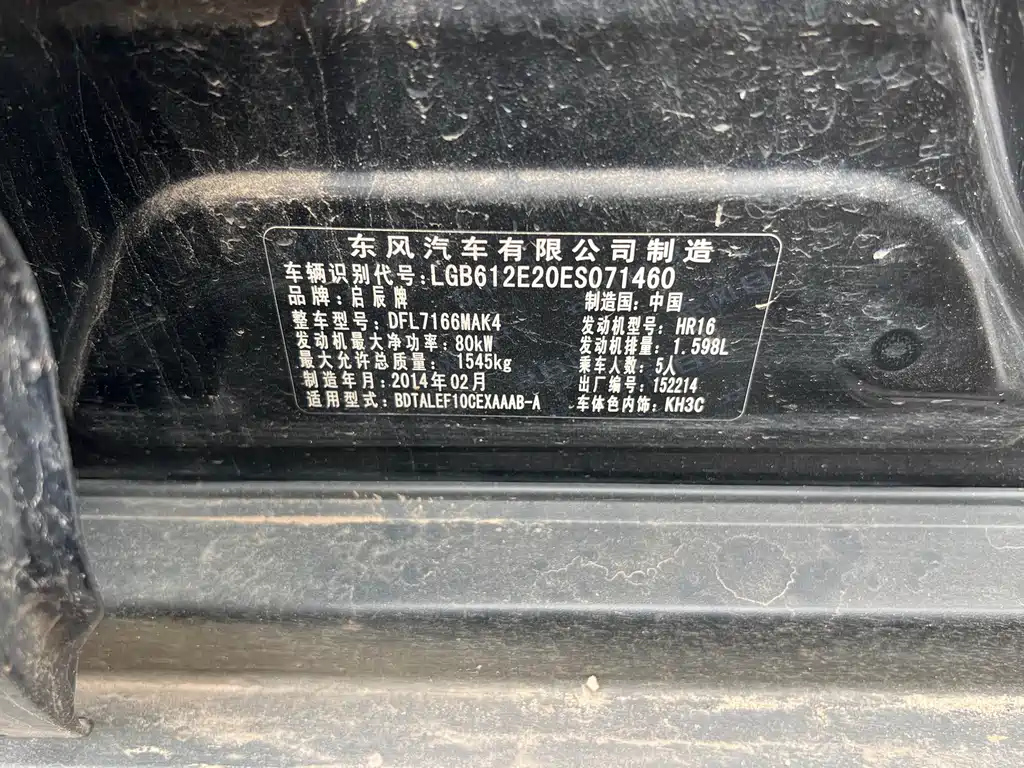 东风汽车有限公司制造
车辆识别代号:LGB612E20ES071460
品牌:启辰牌 制造国:中国
整车型号:DFL7166MAK4 发动机型号:HR16
发动机最大净功率:80kW 发动机排量:1.598L
最大允许总质量: 1545kg 乘车人数:5人
制造年月:2014年02月 出厂编号:152214
适用型式:BDTALEF10CEXAAAB-A 车体色内饰:KH3C